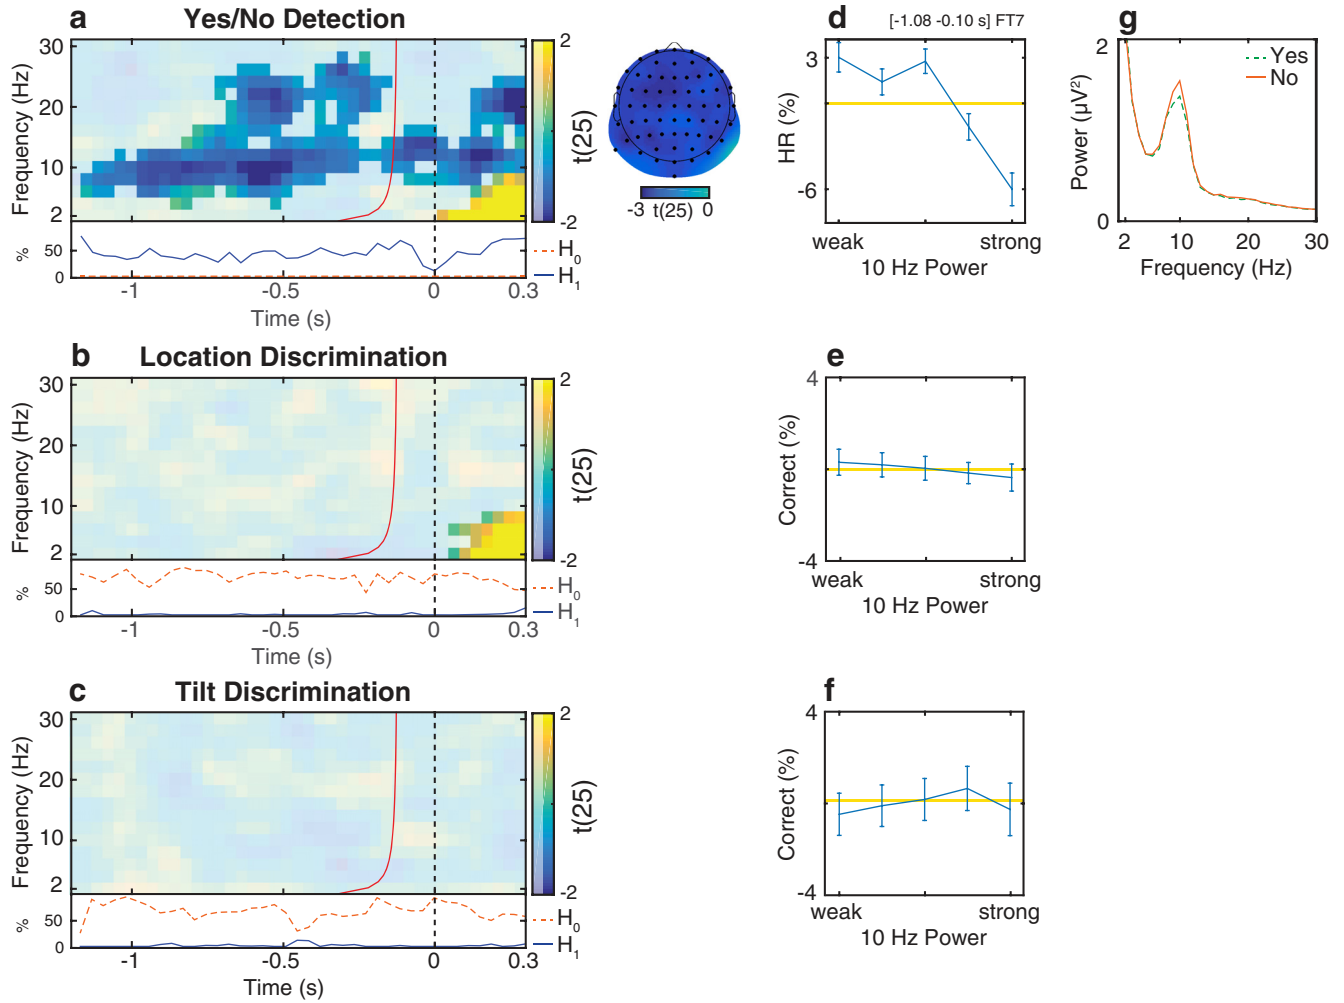 a Yes/No Detection
30
20
10
2
Frequency (Hz)
2
-2
t(25)
50
0
%
H0
H1
-1 -0.5 0 0.3
Time (s)
-3 t(25) 0
d [-1.08 -0.10 s] FT7
3
-6
HR (%)
weak strong
10 Hz Power
g
2
0
Power (µV²)
Yes
No
2 10 20 30
Frequency (Hz)
b Location Discrimination
30
20
10
2
Frequency (Hz)
2
-2
t(25)
50
0
%
H0
H1
-1 -0.5 0 0.3
Time (s)
e
4
-4
Correct (%)
weak strong
10 Hz Power
c Tilt Discrimination
30
20
10
2
Frequency (Hz)
2
-2
t(25)
50
0
%
H0
H1
-1 -0.5 0 0.3
Time (s)
f
4
-4
Correct (%)
weak strong
10 Hz Power